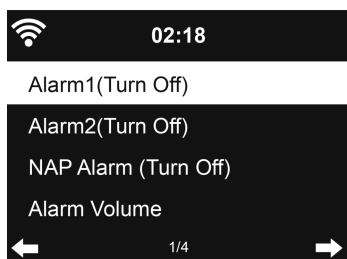 02:18
Alarm1(Turn Off)
Alarm2(Turn Off)
NAP Alarm (Turn Off)
Alarm Volume
1/4